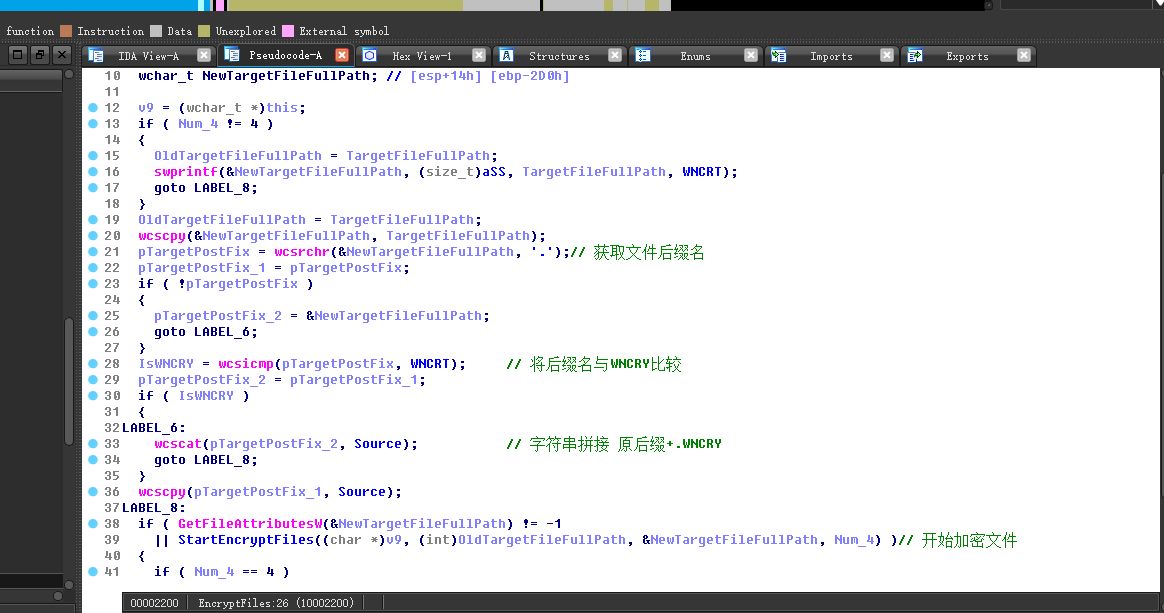 function Instruction Data Unexplored External symbol
IDA View-A Pseudocode-A Hex View-1 Structures Enums Imports Exports
10 wchar_t NewTargetFileFullPath; // [esp+14h] [ebp-2D0h]
11
12 v9 = (wchar_t *)this;
13 if ( Num_4 != 4 )
14 {
15 OldTargetFileFullPath = TargetFileFullPath;
16 swprintf(&NewTargetFileFullPath, (size_t)aSS, TargetFileFullPath, WNCRT);
17 goto LABEL_8;
18 }
19 OldTargetFileFullPath = TargetFileFullPath;
20 wcscpy(&NewTargetFileFullPath, TargetFileFullPath);
21 pTargetPostFix = wcsrchr(&NewTargetFileFullPath, '.');// 获取文件后缀名
22 pTargetPostFix_1 = pTargetPostFix;
23 if ( !pTargetPostFix )
24 {
25 pTargetPostFix_2 = &NewTargetFileFullPath;
26 goto LABEL_6;
27 }
28 IsWNCRY = wcsicmp(pTargetPostFix, WNCRT); // 将后缀名与WNCRY比较
29 pTargetPostFix_2 = pTargetPostFix_1;
30 if ( IsWNCRY )
31 {
32 LABEL_6:
33 wcscat(pTargetPostFix_2, Source); // 字符串拼接 原后缀+.WNCRY
34 goto LABEL_8;
35 }
36 wcscpy(pTargetPostFix_1, Source);
37 LABEL_8:
38 if ( GetFileAttributesW(&NewTargetFileFullPath) != -1
39 || StartEncryptFiles((char *)v9, (int)OldTargetFileFullPath, &NewTargetFileFullPath, Num_4) )// 开始加密文件
40 {
41 if ( Num_4 == 4 )
00002200 EncryptFiles:26 (10002200)